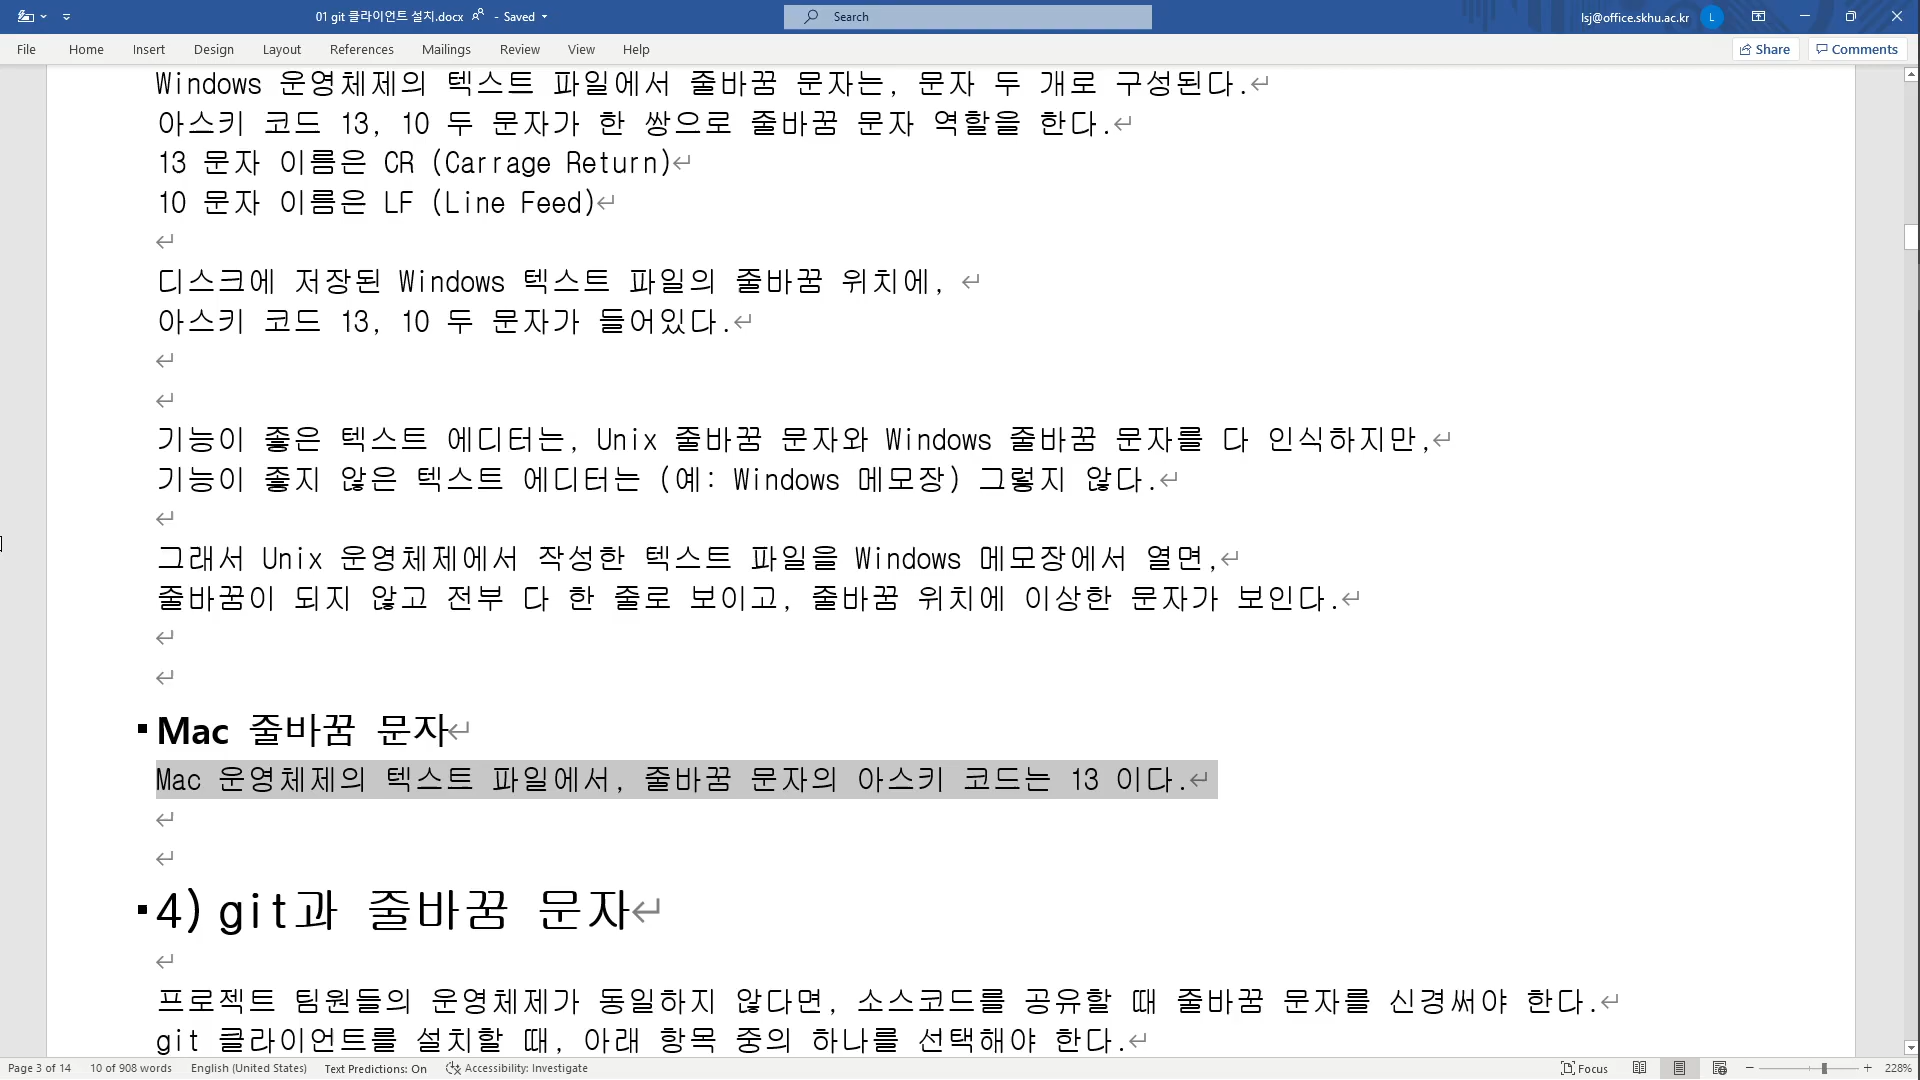 01 git 클라이언트 설치.docx - Saved
Search
lsj@office.skhu.ac.kr
L
File Home Insert Design Layout References Mailings Review View Help
Share Comments
Windows 운영체제의 텍스트 파일에서 줄바꿈 문자는, 문자 두 개로 구성된다.
아스키 코드 13, 10 두 문자가 한 쌍으로 줄바꿈 문자 역할을 한다.
13 문자 이름은 CR (Carrage Return)
10 문자 이름은 LF (Line Feed)
디스크에 저장된 Windows 텍스트 파일의 줄바꿈 위치에,
아스키 코드 13, 10 두 문자가 들어있다.
기능이 좋은 텍스트 에디터는, Unix 줄바꿈 문자와 Windows 줄바꿈 문자를 다 인식하지만,
기능이 좋지 않은 텍스트 에디터는 (예: Windows 메모장) 그렇지 않다.
그래서 Unix 운영체제에서 작성한 텍스트 파일을 Windows 메모장에서 열면,
줄바꿈이 되지 않고 전부 다 한 줄로 보이고, 줄바꿈 위치에 이상한 문자가 보인다.
Mac 줄바꿈 문자
Mac 운영체제의 텍스트 파일에서, 줄바꿈 문자의 아스키 코드는 13 이다.
4) git과 줄바꿈 문자
프로젝트 팀원들의 운영체제가 동일하지 않다면, 소스코드를 공유할 때 줄바꿈 문자를 신경써야 한다.
git 클라이언트를 설치할 때, 아래 항목 중의 하나를 선택해야 한다.
Page 3 of 14 10 of 908 words English (United States) Text Predictions: On Accessibility: Investigate Focus 228%